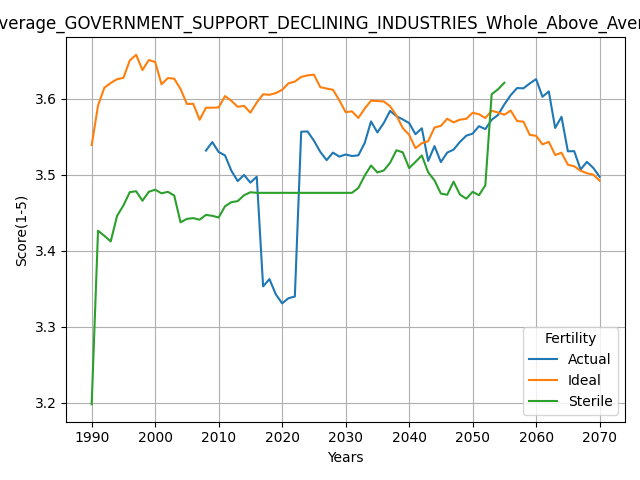 verage_GOVERNMENT_SUPPORT_DECLINING_INDUSTRIES_Whole_Above_Aver
Score(1-5)
3.6
3.5
3.4
3.3
3.2
Fertility
Actual
Ideal
Sterile
1990 2000 2010 2020 2030 2040 2050 2060 2070
Years